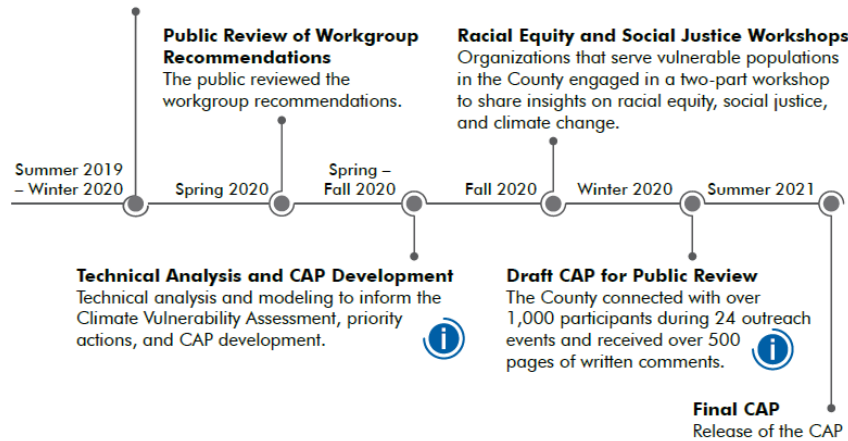 Public Review of Workgroup
Recommendations
The public reviewed the
workgroup recommendations.
Racial Equity and Social Justice Workshops
Organizations that serve vulnerable populations
in the County engaged in a two-part workshop
to share insights on racial equity, social justice,
and climate change.
Summer 2019
– Winter 2020
Spring 2020
Spring –
Fall 2020
Fall 2020
Winter 2020
Summer 2021
Technical Analysis and CAP Development
Technical analysis and modeling to inform the
Climate Vulnerability Assessment, priority
actions, and CAP development.
i
Draft CAP for Public Review
The County connected with over
1,000 participants during 24 outreach
events and received over 500
pages of written comments.
i
Final CAP
Release of the CAP